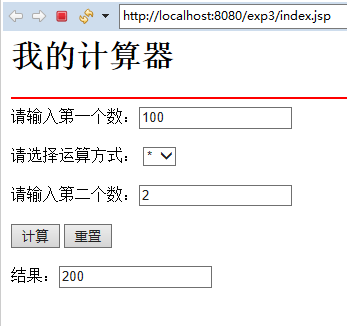 http://localhost:8080/exp3/index.jsp
我的计算器
请输入第一个数：100
请选择运算方式： *
请输入第二个数：2
计算 重置
结果：200